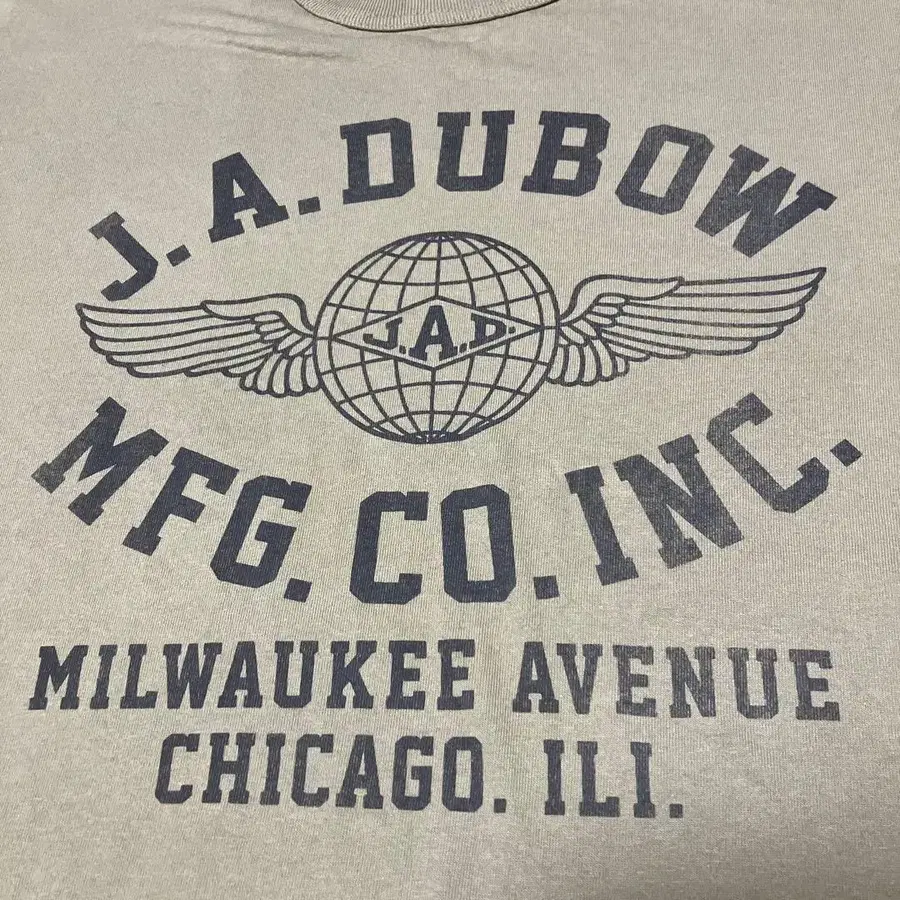 J.A.DUBOW
J.A.D.
MFG.CO.INC.
MILWAUKEE AVENUE
CHICAGO. ILI.